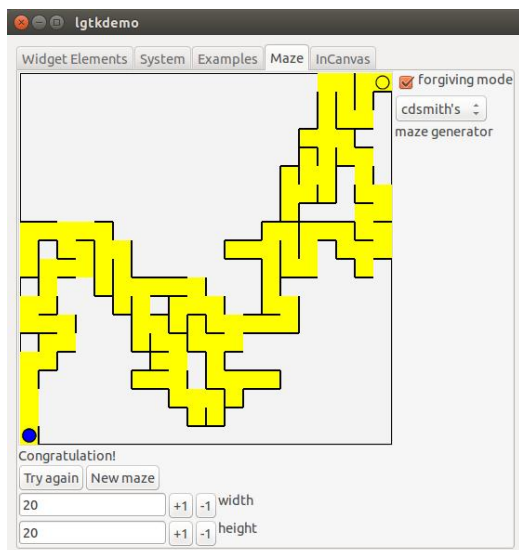 lgtkdemo
Widget Elements System Examples Maze InCanvas
forgiving mode
cdsmith's
maze generator
Congratulation!
Try again New maze
20 +1 -1 width
20 +1 -1 height